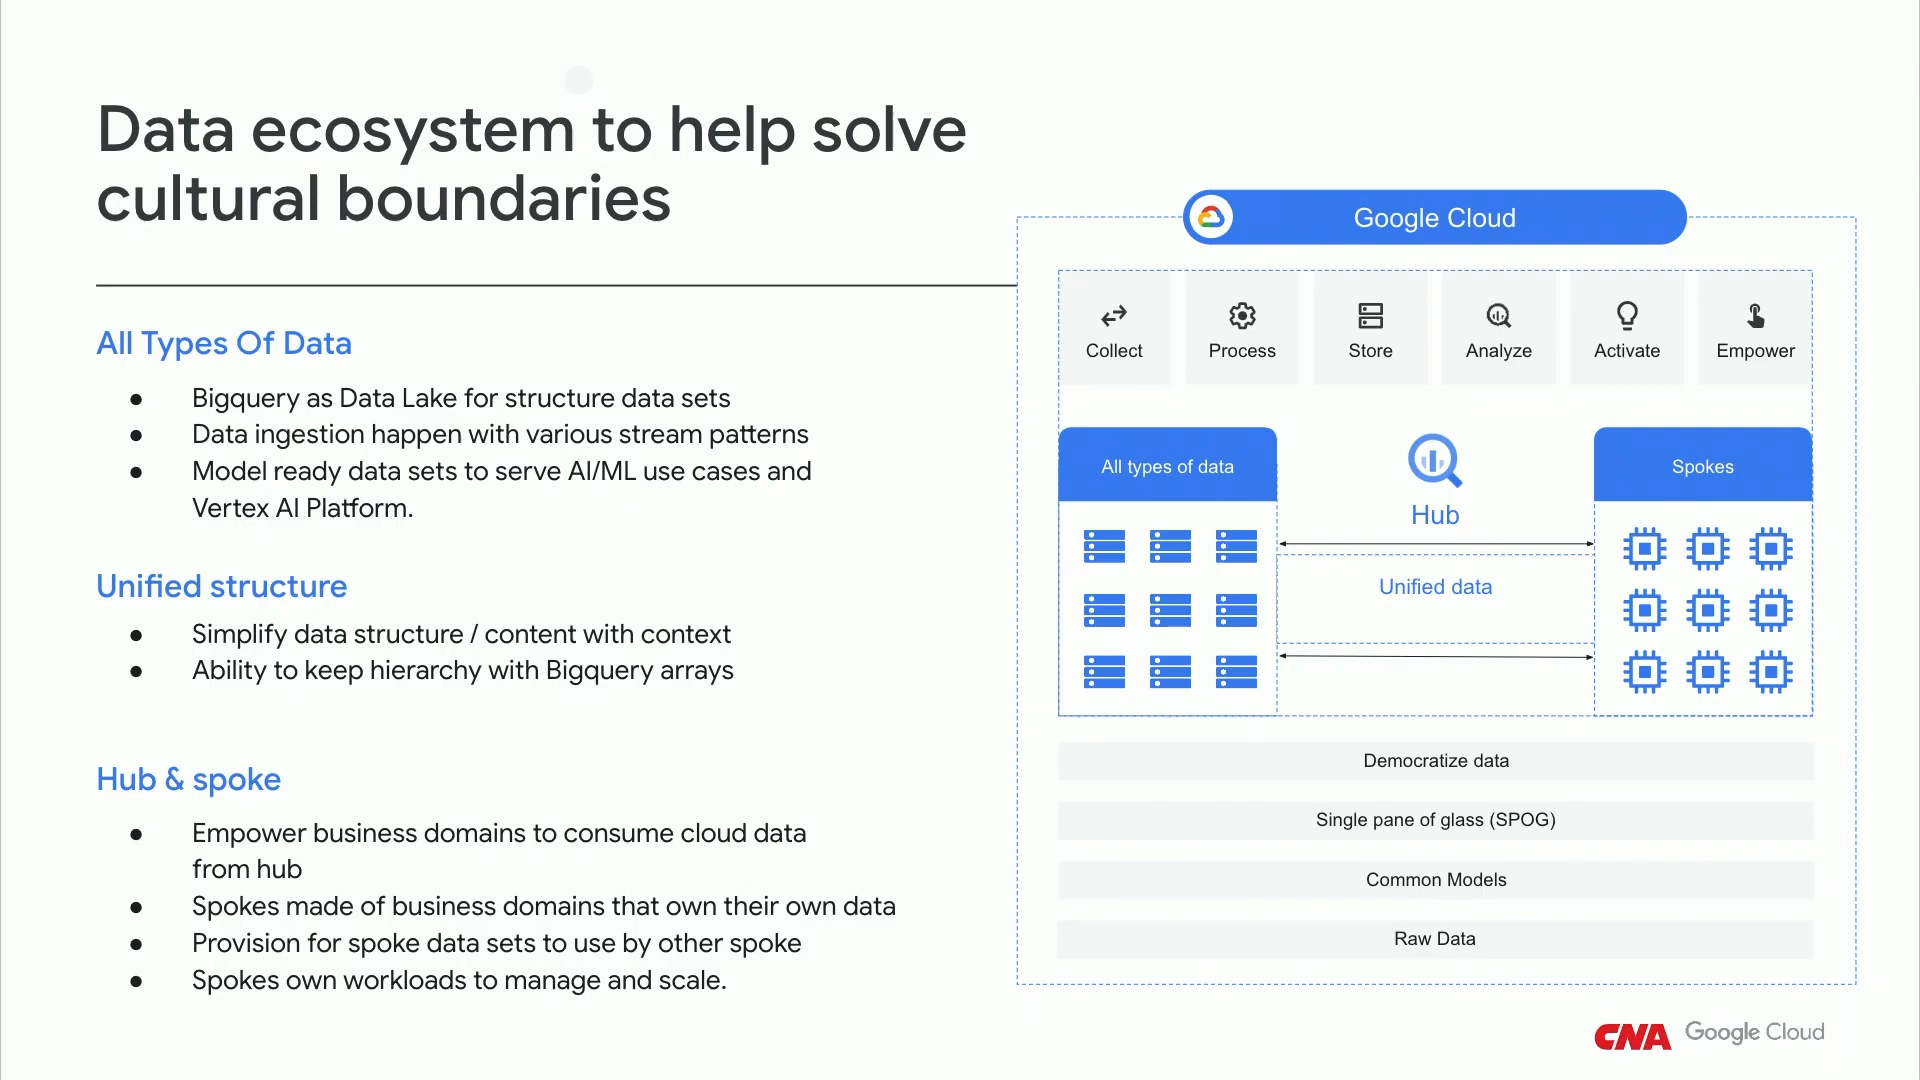 Data ecosystem to help solve
cultural boundaries
All Types Of Data
● Bigquery as Data Lake for structure data sets
● Data ingestion happen with various stream patterns
● Model ready data sets to serve AI/ML use cases and
Vertex AI Platform.
Unified structure
● Simplify data structure / content with context
● Ability to keep hierarchy with Bigquery arrays
Hub & spoke
● Empower business domains to consume cloud data
from hub
● Spokes made of business domains that own their own data
● Provision for spoke data sets to use by other spoke
● Spokes own workloads to manage and scale.
Google Cloud
Collect
Process
Store
Analyze
Activate
Empower
All types of data
Hub
Unified data
Spokes
Democratize data
Single pane of glass (SPOG)
Common Models
Raw Data
CNA Google Cloud